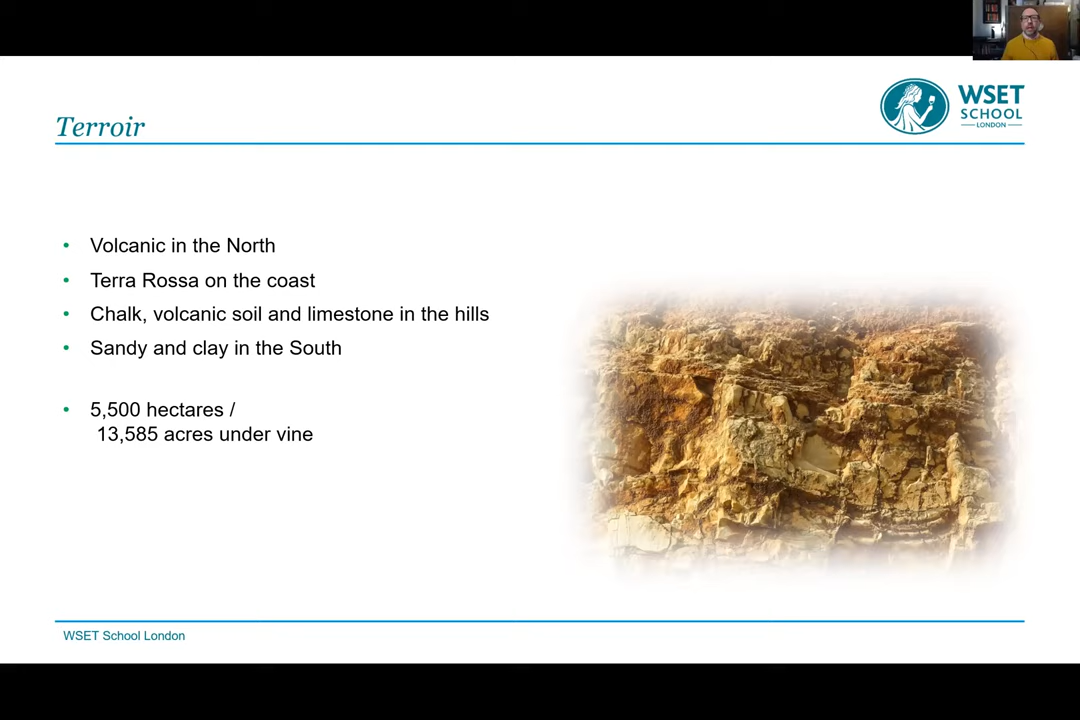 WSET
SCHOOL
LONDON
Terroir
Volcanic in the North
Terra Rossa on the coast
Chalk, volcanic soil and limestone in the hills
Sandy and clay in the South
5,500 hectares /
13,585 acres under vine
WSET School London